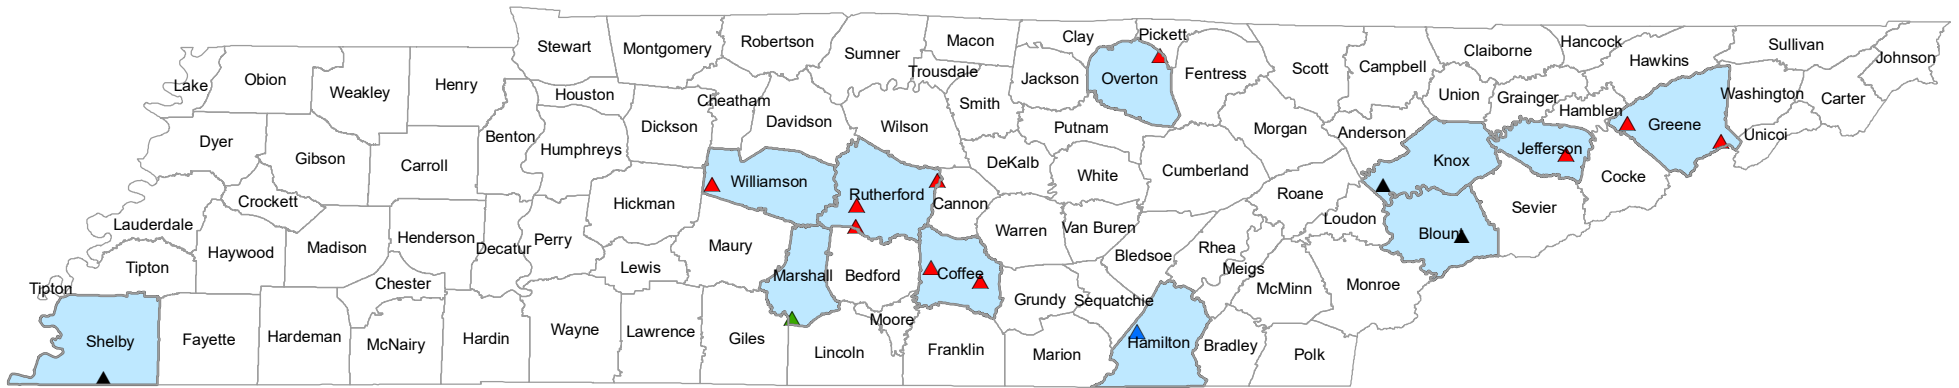 Stewart
Montgomery
Robertson
Sumner
Macon
Clay
Pickett
Claiborne
Hancock
Sullivan
Johnson
Lake
Obion
Weakley
Henry
Houston
Cheatham
Trousdale
Jackson
Overton
Fentress
Scott
Campbell
Hawkins
Union
Grainger
Hamblen
Washington
Carter
Dyer
Gibson
Carroll
Benton
Humphreys
Dickson
Davidson
Wilson
Smith
Putnam
Morgan
Anderson
Greene
Unicoi
Crockett
Williamson
Rutherford
DeKalb
White
Cumberland
Knox
Jefferson
Cocke
Lauderdale
Haywood
Madison
Henderson
Decatur
Perry
Hickman
Maury
Cannon
Warren
Van Buren
Roane
Loudon
Sevier
Tipton
Tipton
Chester
Lewis
Marshall
Bedford
Coffee
Grundy
Bledsoe
Rhea
Meigs
McMinn
Monroe
Blount
Sequatchie
Shelby
Fayette
Hardeman
McNairy
Hardin
Wayne
Lawrence
Giles
Moore
Lincoln
Franklin
Marion
Hamilton
Bradley
Polk